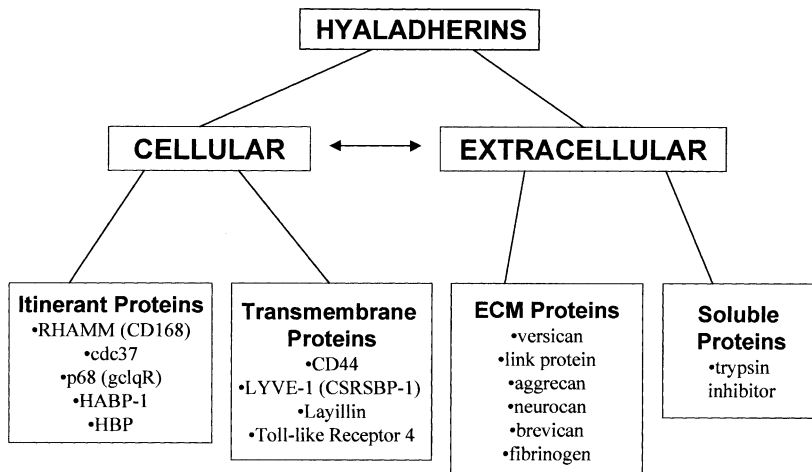 HYALADHERINS
CELLULAR
EXTRACELLULAR
Itinerant Proteins
•RHAMM (CD168)
•cdc37
•p68 (gclqR)
•HABP-1
•HBP
Transmembrane
Proteins
•CD44
•LYVE-1 (CSRSBP-1)
•Layillin
•Toll-like Receptor 4
ECM Proteins
•versican
•link protein
•aggrecan
•neurocan
•brevican
•fibrinogen
Soluble
Proteins
•trypsin
inhibitor